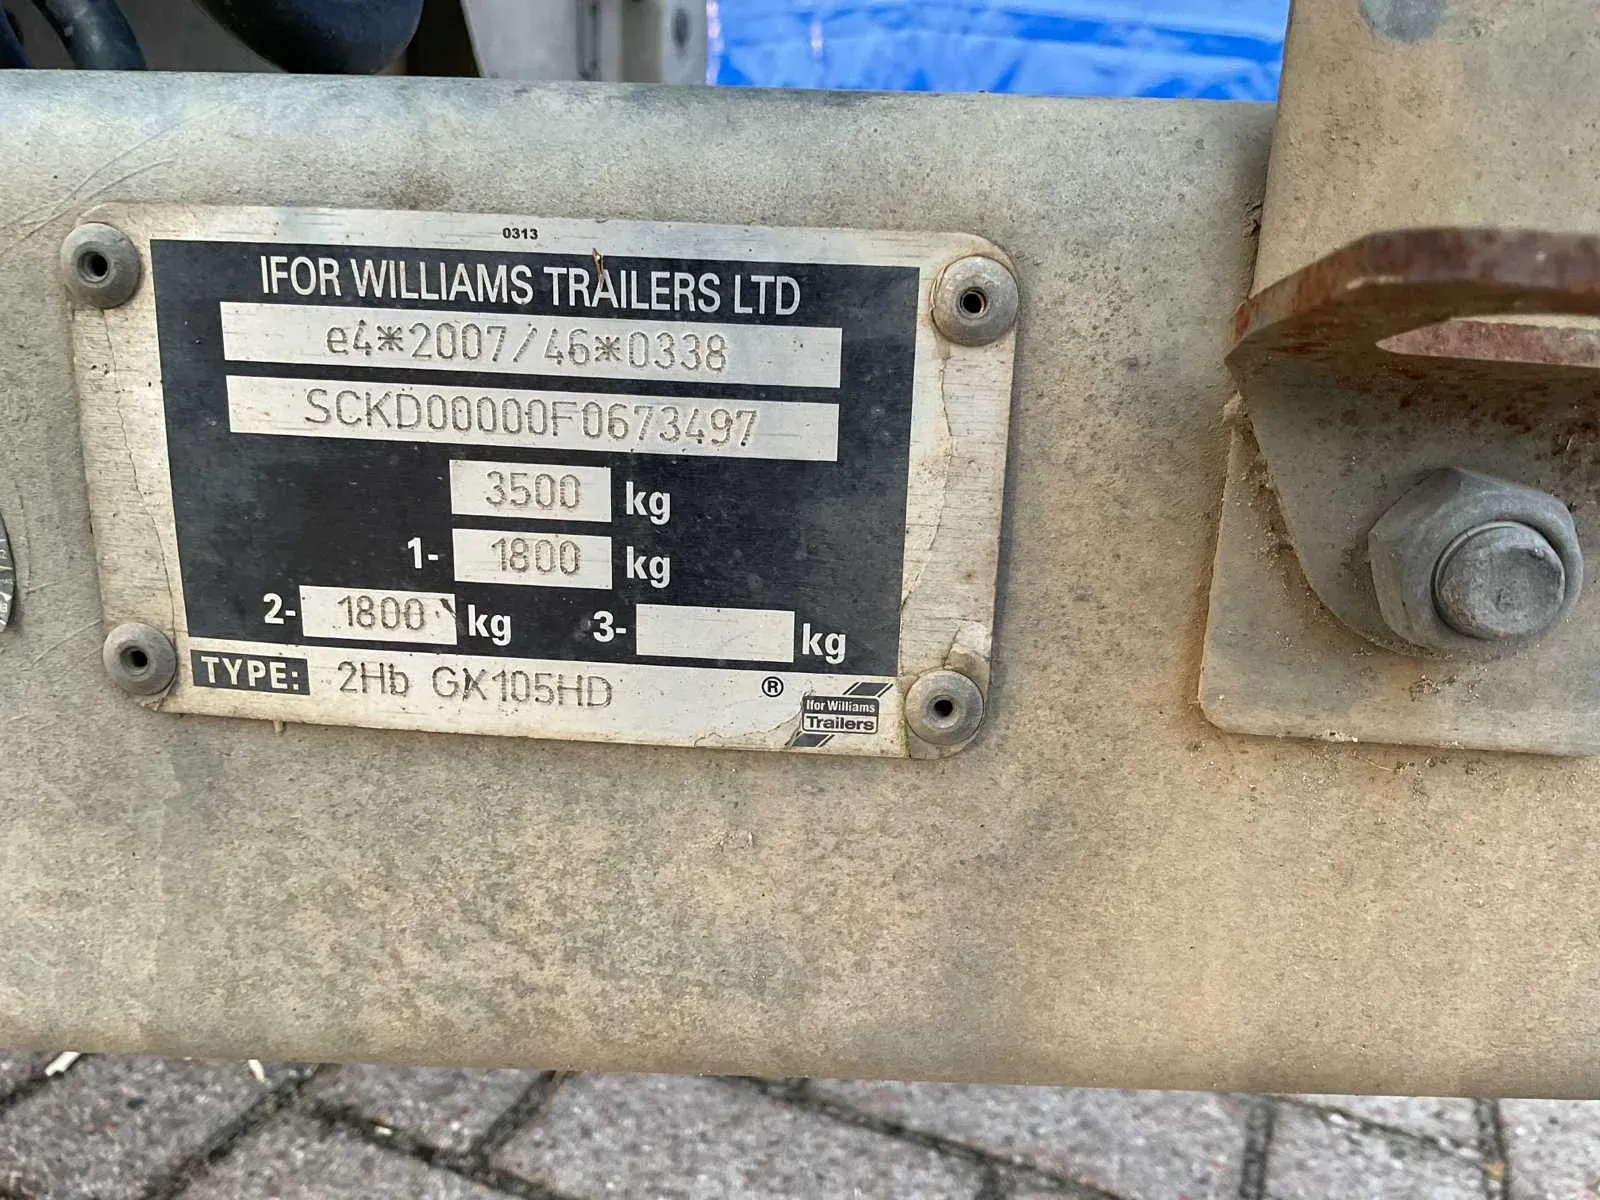 0313
IFOR WILLIAMS TRAILERS LTD
e4*2007/46*0338
SCKD00000F0673497
3500 kg
1- 1800 kg
2- 1800 kg 3- kg
TYPE: 2Hb GX105HD ®
Ifor Williams
Trailers